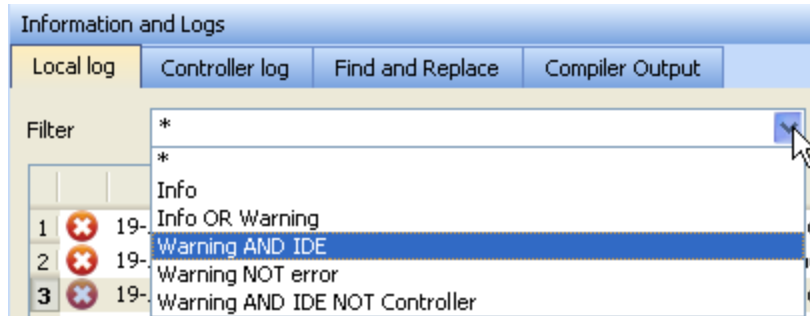 Information and Logs
Local log Controller log Find and Replace Compiler Output
Filter *
*
Info
1 19-. Info OR Warning
Warning AND IDE
2 19-. Warning NOT error
3 19-. Warning AND IDE NOT Controller